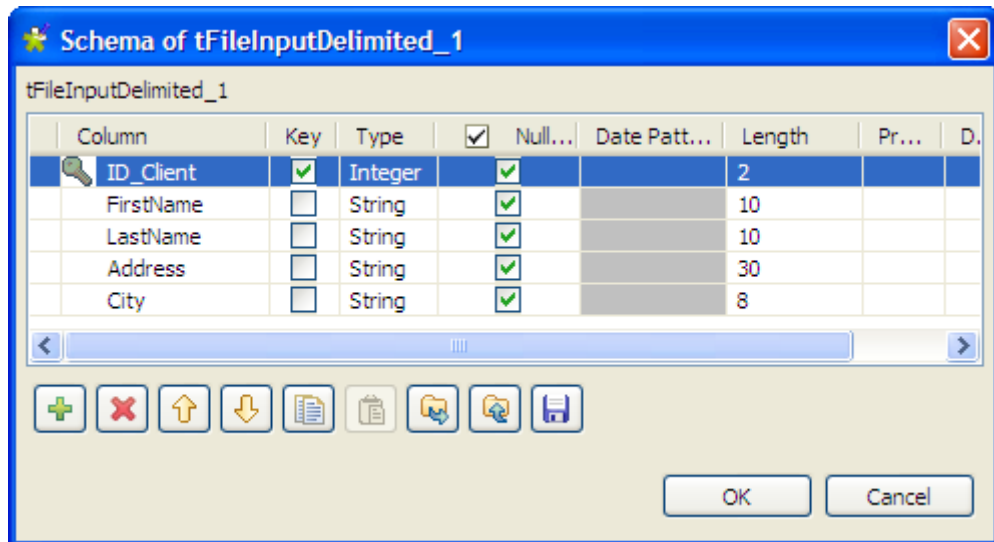 Schema of tFileInputDelimited_1
tFileInputDelimited_1
Column Key Type Null... Date Patt... Length Pr... D.
ID_Client Integer 2
FirstName String 10
LastName String 10
Address String 30
City String 8
OK Cancel